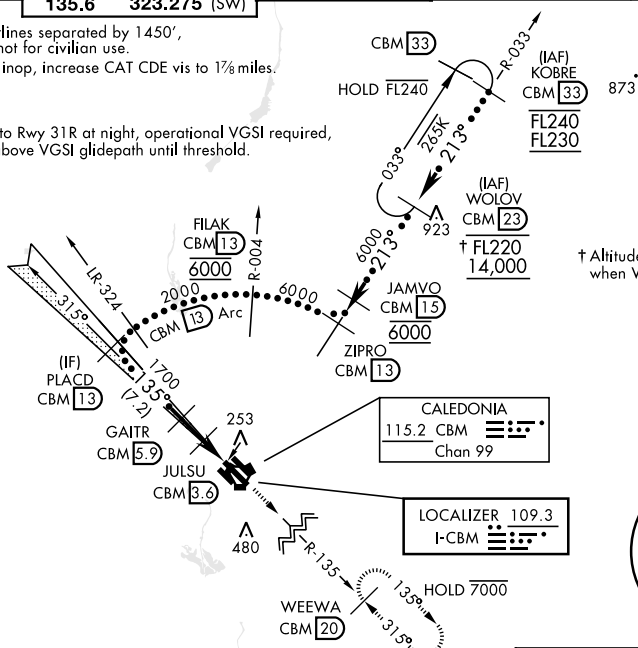 135.6 323.275 (SW)
lines separated by 1450',
not for civilian use.
inop, increase CAT CDE vis to 1⅞ miles.
to Rwy 31R at night, operational VGSI required,
above VGSI glidepath until threshold.
CBM 33
R-033
(IAF)
KOBRE
CBM 33
FL240
FL230
873
HOLD FL240
265K
033°
213°
(IAF)
WOLOV
CBM 23
† FL220
14,000
923
† Altitude
when V
6000
213°
JAMVO
CBM 15
6000
ZIPRO
CBM 13
FILAK
CBM 13
6000
R-004
6000
2000
CBM 13 Arc
LR-324
315°
(IF)
PLACD
CBM 13
1700
135°
(7.2)
GAITR
CBM 5.9
JULSU
CBM 3.6
253
480
CALEDONIA
115.2 CBM
Chan 99
LOCALIZER 109.3
I-CBM
R-135
WEEWA
CBM 20
HOLD 7000
135°
315°